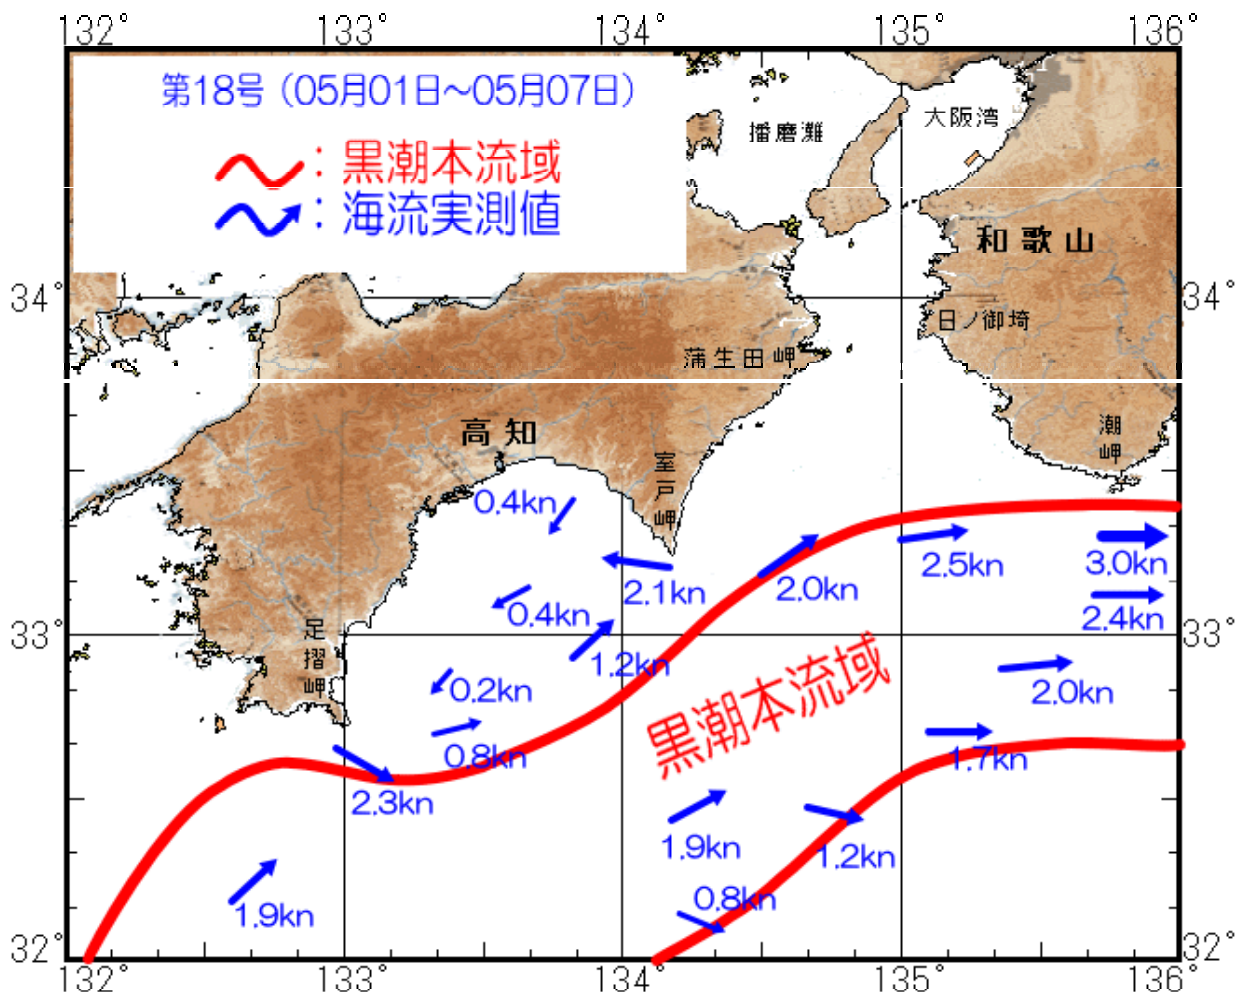 132° 133° 134° 135° 136°
第18号（05月01日～05月07日）
：黒潮本流域
：海流実測値
播磨灘
大阪湾
和歌山
34° 34°
日ノ御埼
蒲生田岬
高知
潮岬
室戸岬
0.4kn
2.1kn
2.0kn
2.5kn
3.0kn
0.4kn
2.4kn
33°
足摺岬
1.2kn
0.2kn
2.0kn
黒潮本流域
0.8kn
1.7kn
2.3kn
1.9kn
1.2kn
0.8kn
1.9kn
32° 32°
132° 133° 134° 135° 136°